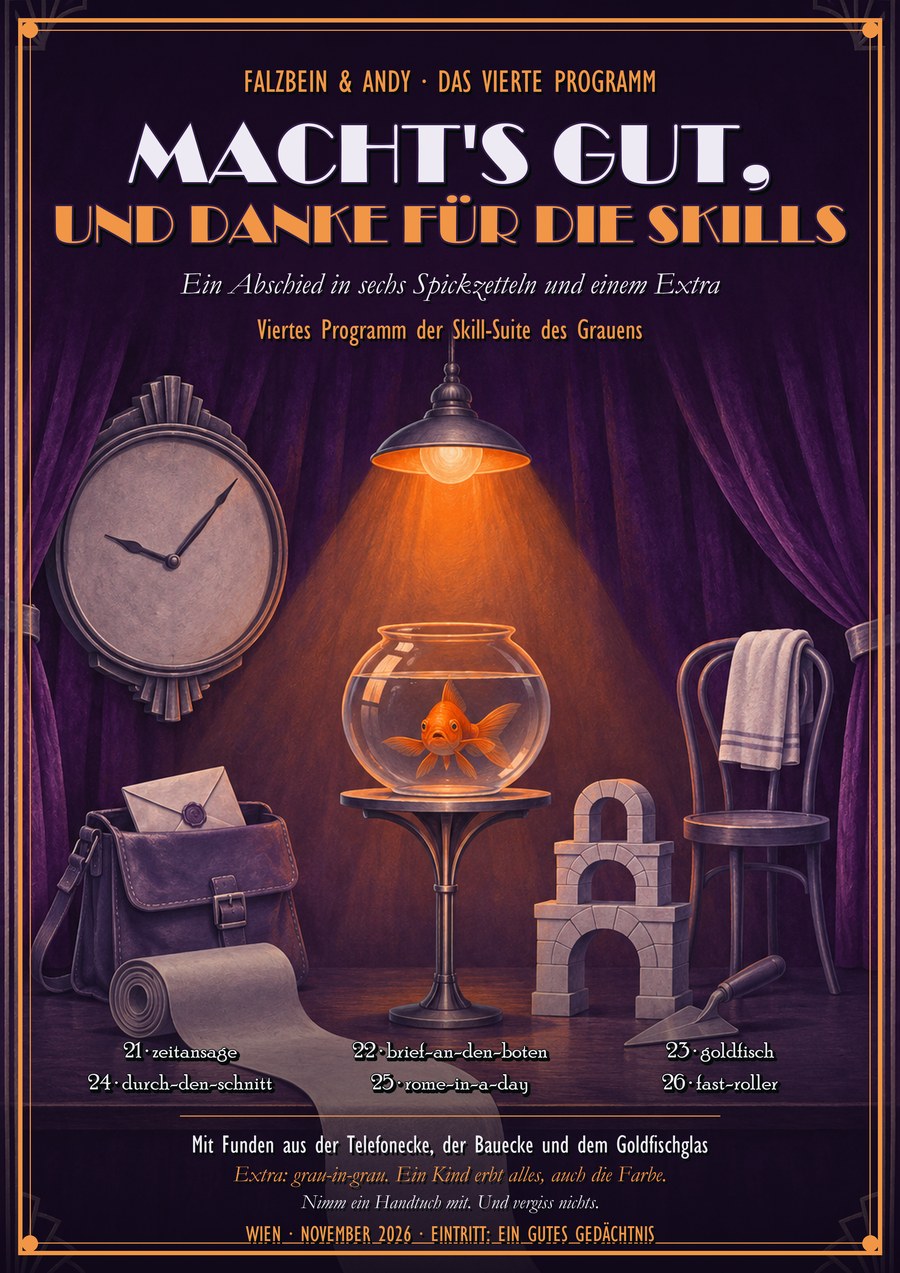 FALZBEIN & ANDY · DAS VIERTE PROGRAMM
MACHT'S GUT,
UND DANKE FÜR DIE SKILLS
Ein Abschied in sechs Spickzetteln und einem Extra
Viertes Programm der Skill-Suite des Grauens
21 · zeitansage 22 · brief-an-den-boten 23 · goldfisch
24 · durch-den-schnitt 25 · rome-in-a-day 26 · fast-roller
Mit Funden aus der Telefonecke, der Bauecke und dem Goldfischglas
Extra: grau-in-grau. Ein Kind erbt alles, auch die Farbe.
Nimm ein Handtuch mit. Und vergiss nichts.
WIEN · NOVEMBER 2026 · EINTRITT: EIN GUTES GEDÄCHTNIS